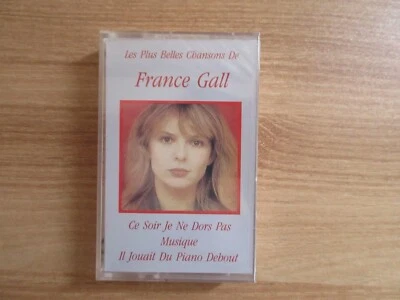 Les Plus Belles Chansons De
France Gall
Ce Soir Je Ne Dors Pas
Musique
Il Jouait Du Piano Debout